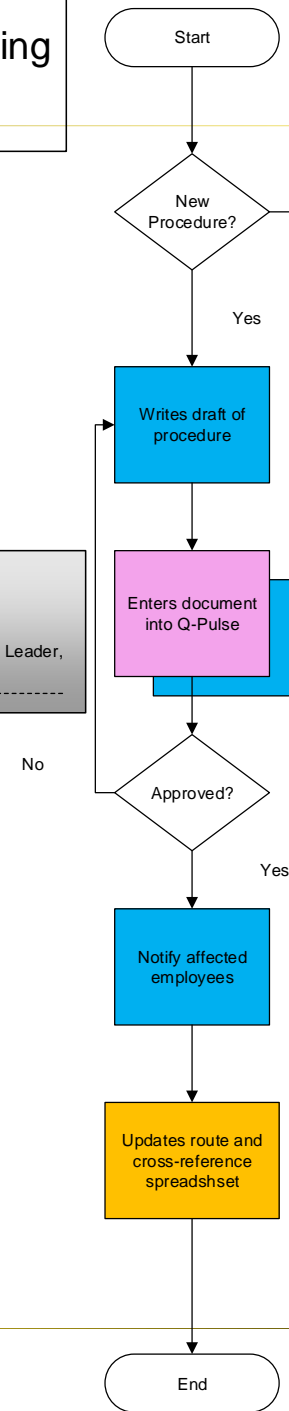 ing
Start
New
Procedure?
Yes
Writes draft of
procedure
Enters document
into Q-Pulse
Leader,
No
Approved?
Yes
Notify affected
employees
Updates route and
cross-reference
spreadshset
End